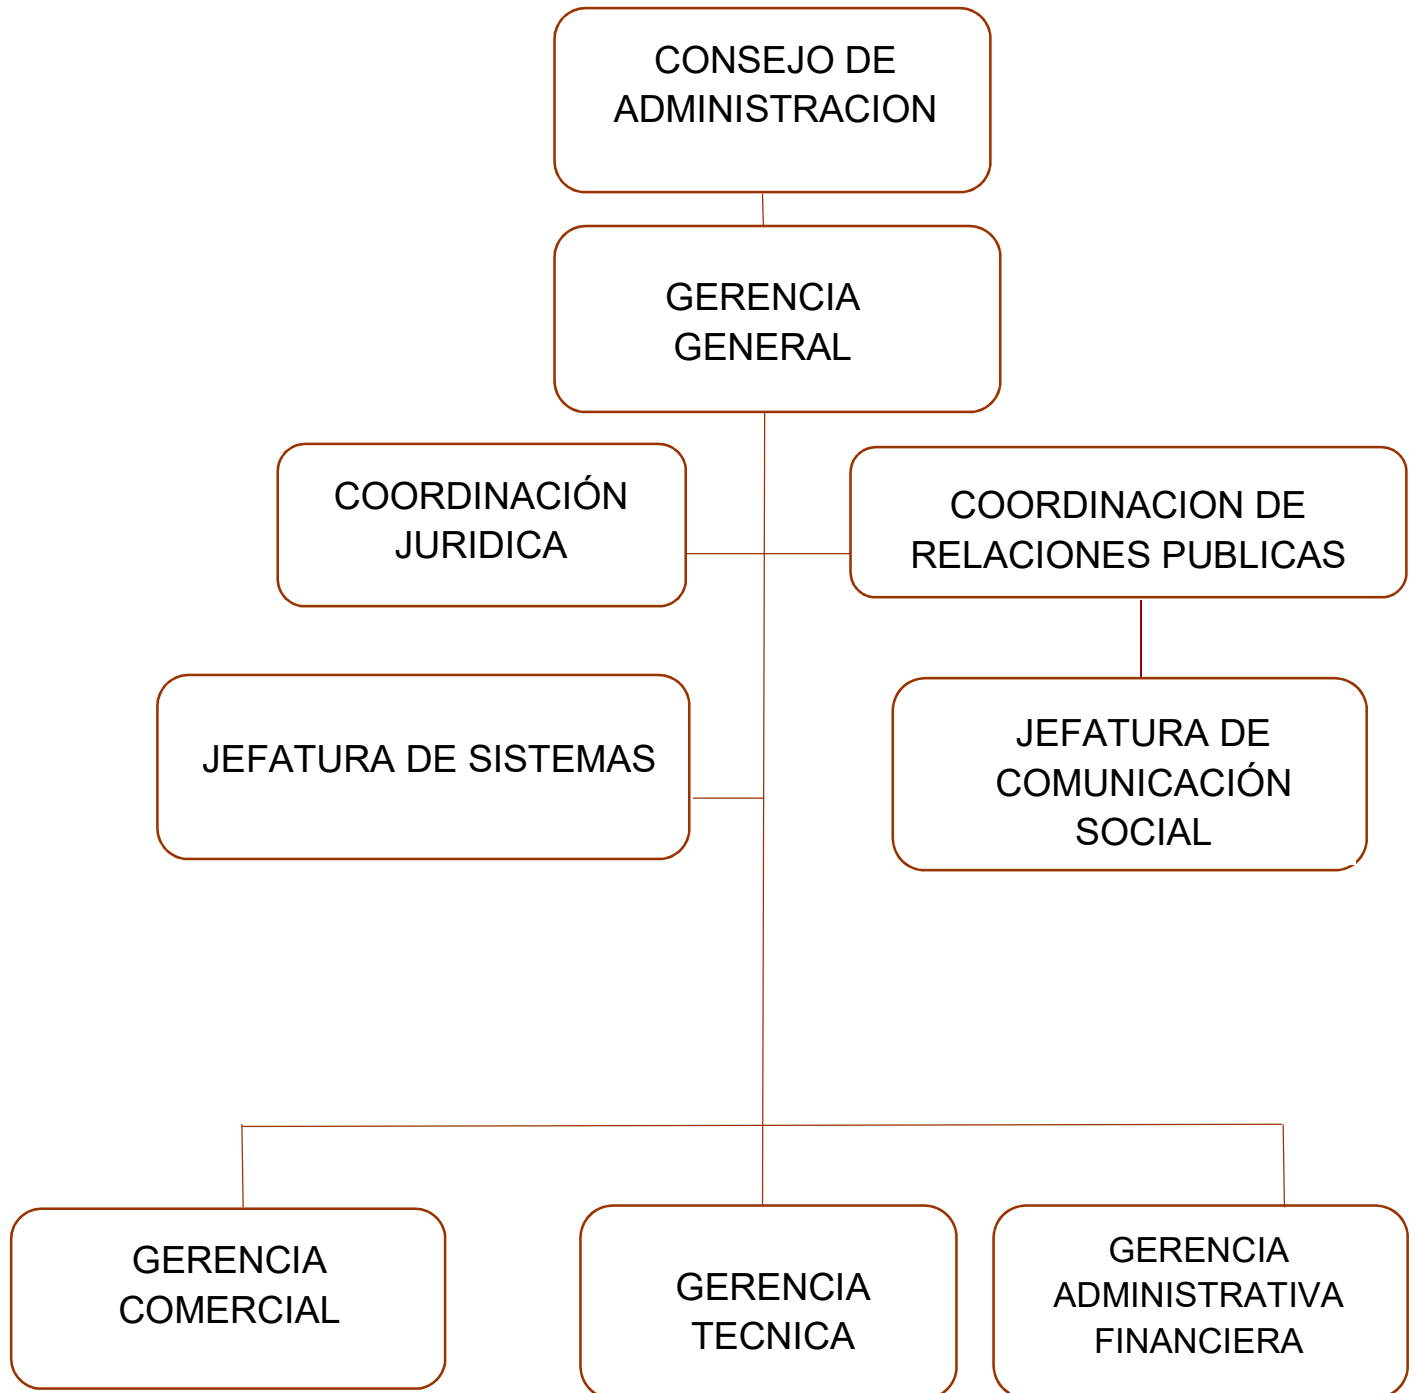 CONSEJO DE
ADMINISTRACION
GERENCIA
GENERAL
COORDINACIÓN
JURIDICA
COORDINACION DE
RELACIONES PUBLICAS
JEFATURA DE SISTEMAS
JEFATURA DE
COMUNICACIÓN
SOCIAL
GERENCIA
COMERCIAL
GERENCIA
TECNICA
GERENCIA
ADMINISTRATIVA
FINANCIERA